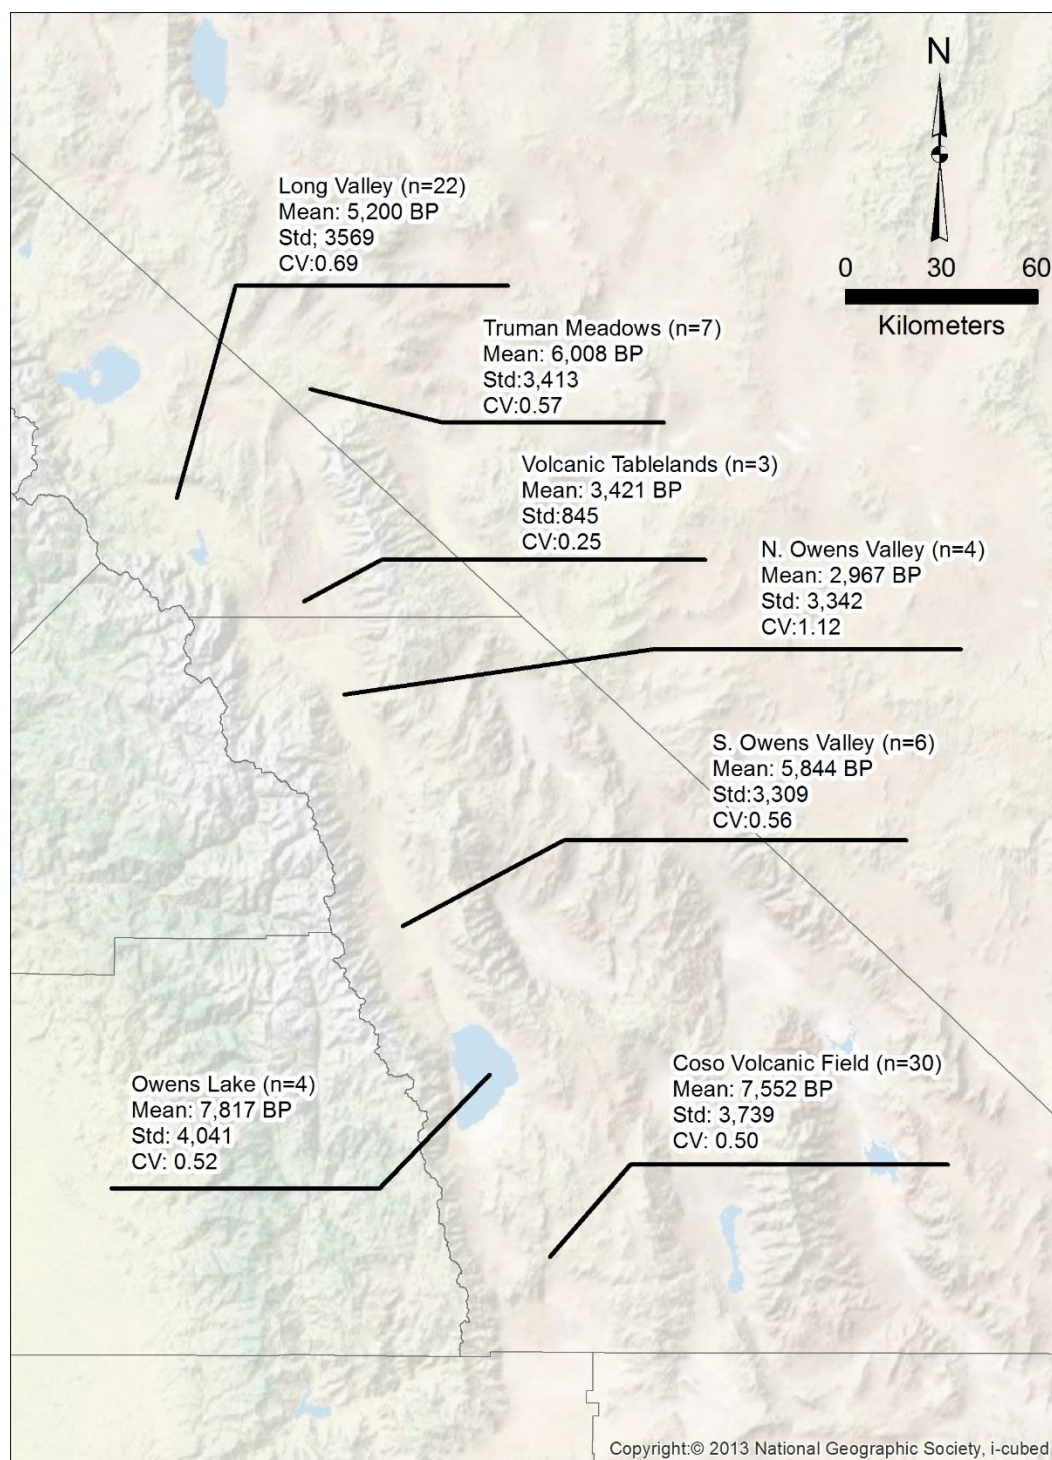 N
0 30 60
Kilometers
Long Valley (n=22)
Mean: 5,200 BP
Std; 3569
CV:0.69
Truman Meadows (n=7)
Mean: 6,008 BP
Std:3,413
CV:0.57
Volcanic Tablelands (n=3)
Mean: 3,421 BP
Std:845
CV:0.25
N. Owens Valley (n=4)
Mean: 2,967 BP
Std: 3,342
CV:1.12
S. Owens Valley (n=6)
Mean: 5,844 BP
Std:3,309
CV:0.56
Owens Lake (n=4)
Mean: 7,817 BP
Std: 4,041
CV: 0.52
Coso Volcanic Field (n=30)
Mean: 7,552 BP
Std: 3,739
CV: 0.50
Copyright:© 2013 National Geographic Society, i-cubed